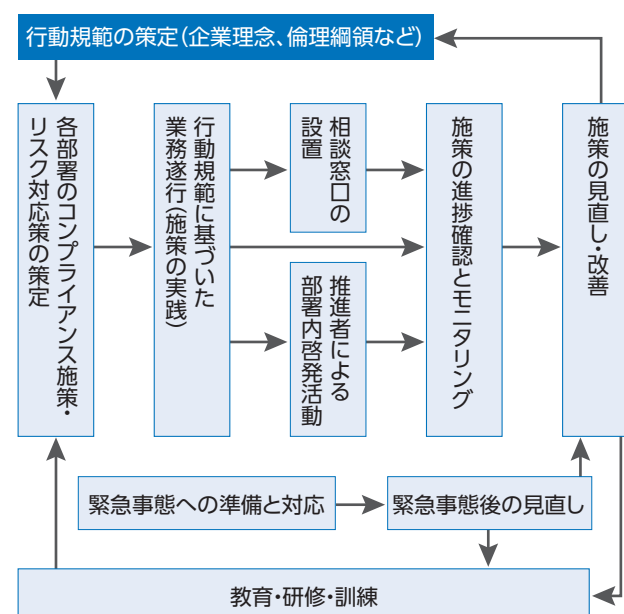 行動規範の策定(企業理念、倫理綱領など)
各部署のコンプライアンス施策・
リスク対応策の策定
行動規範に基づいた
業務遂行(施策の実践)
相談窓口の
設置
推進者による
部署内啓発活動
施策の進捗確認とモニタリング
施策の見直し・改善
緊急事態への準備と対応
緊急事態後の見直し
教育・研修・訓練